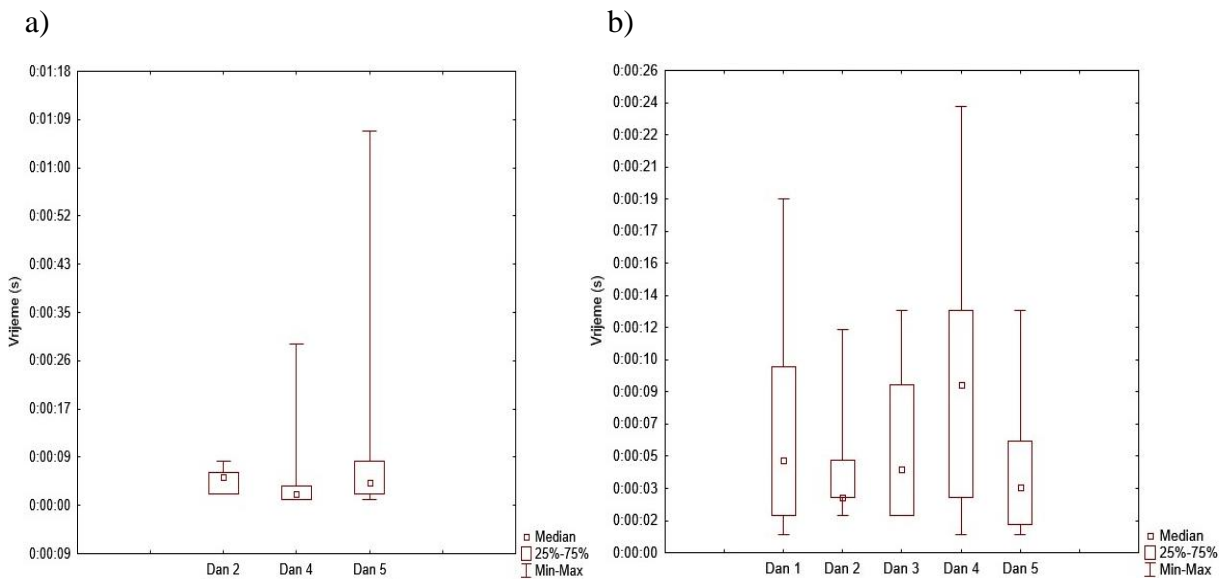 a)
0:01:18
0:01:09
0:01:00
0:00:52
0:00:43
0:00:35
0:00:26
0:00:17
0:00:09
0:00:00
0:00:09
Vrijeme (s)
Dan 2 Dan 4 Dan 5
Median
25%-75%
Min-Max
b)
0:00:26
0:00:24
0:00:22
0:00:21
0:00:19
0:00:17
0:00:16
0:00:14
0:00:12
0:00:10
0:00:09
0:00:07
0:00:05
0:00:03
0:00:02
0:00:00
Vrijeme (s)
Dan 1 Dan 2 Dan 3 Dan 4 Dan 5
Median
25%-75%
Min-Max